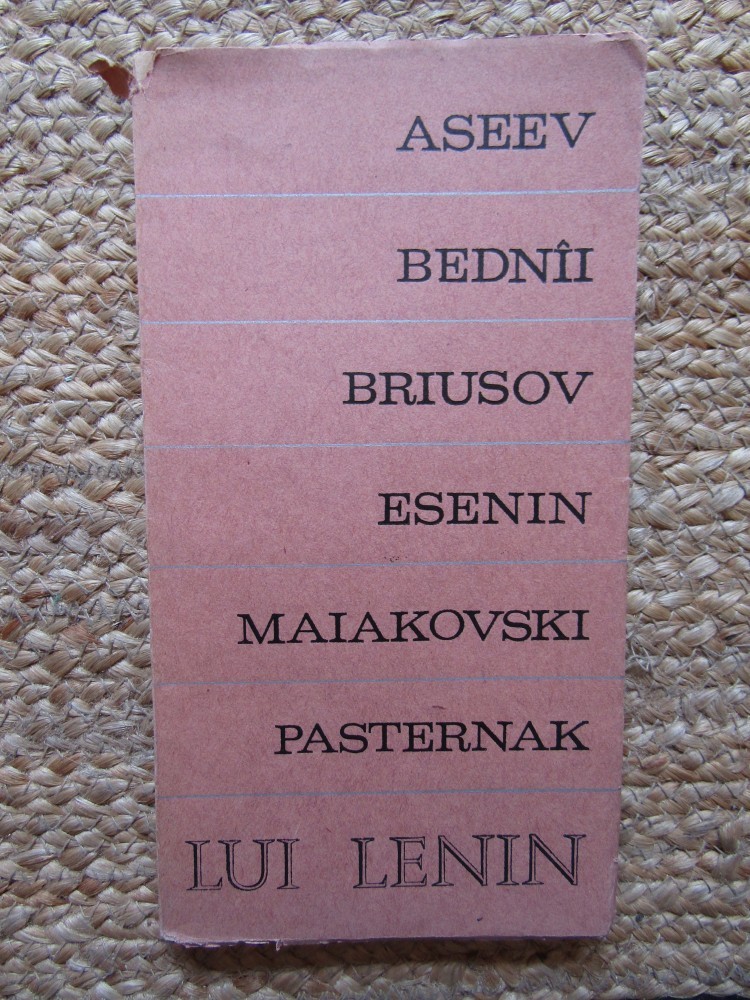 ASEEV
BEDNÎI
BRIUSOV
ESENIN
MAIAKOVSKI
PASTERNAK
LUI LENIN